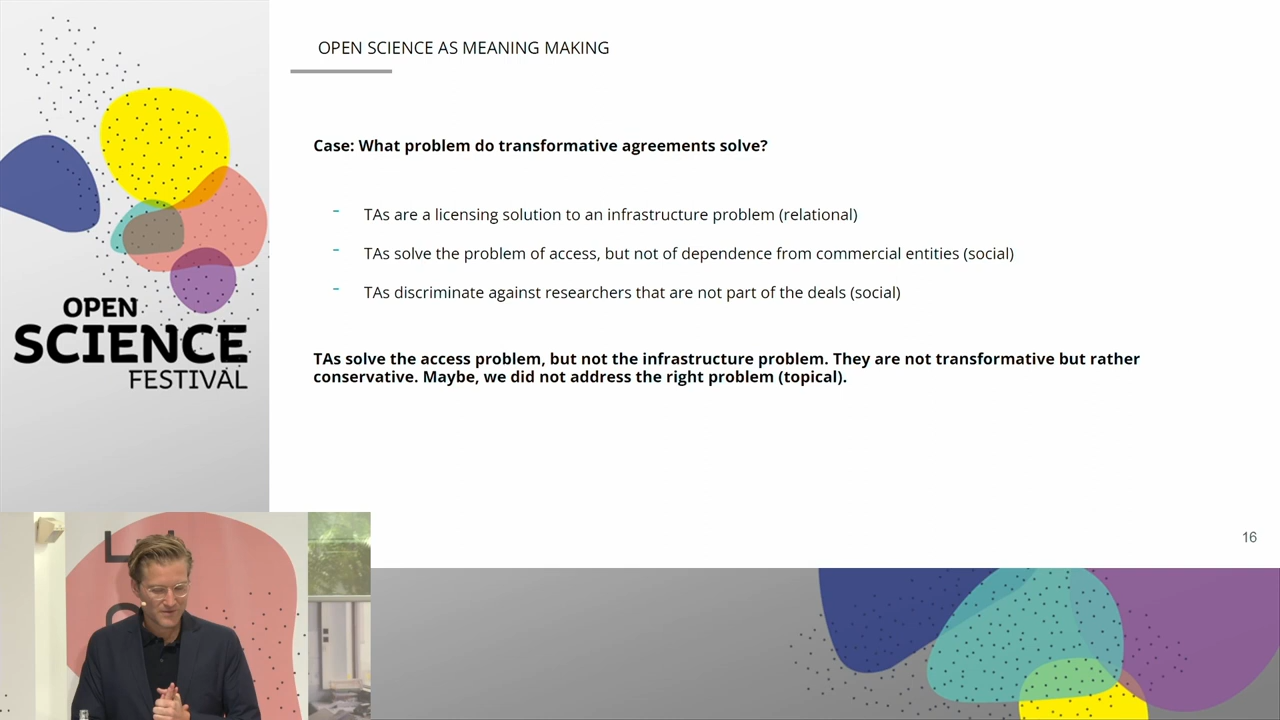 OPEN SCIENCE AS MEANING MAKING
Case: What problem do transformative agreements solve?
- TAs are a licensing solution to an infrastructure problem (relational)
- TAs solve the problem of access, but not of dependence from commercial entities (social)
- TAs discriminate against researchers that are not part of the deals (social)
TAs solve the access problem, but not the infrastructure problem. They are not transformative but rather
conservative. Maybe, we did not address the right problem (topical).
16
OPEN
SCIENCE
FESTIVAL